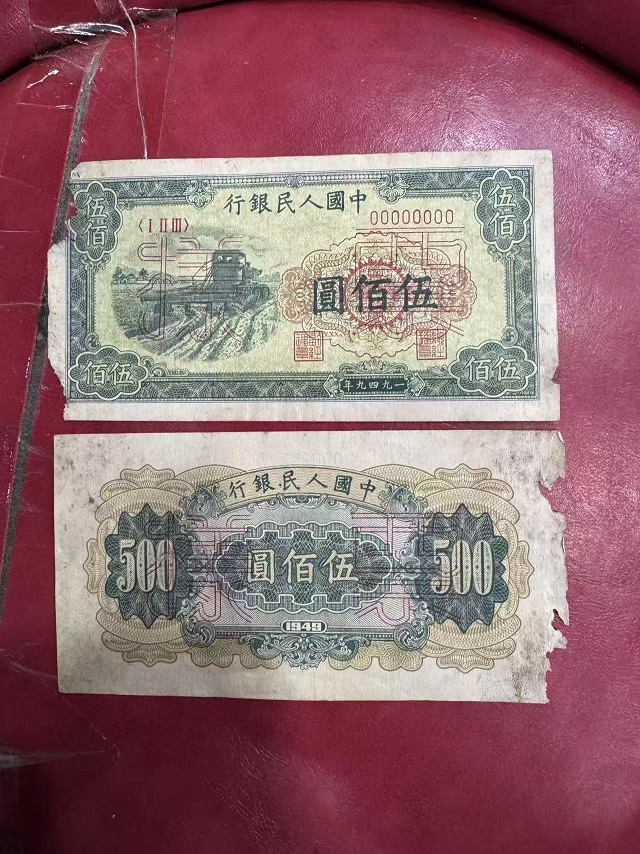 中國人民銀行
伍佰
伍佰
〈I II III〉
00000000
伍佰圓
伍佰
伍佰
一九四九年
中國人民銀行
500
伍佰圓
500
1949